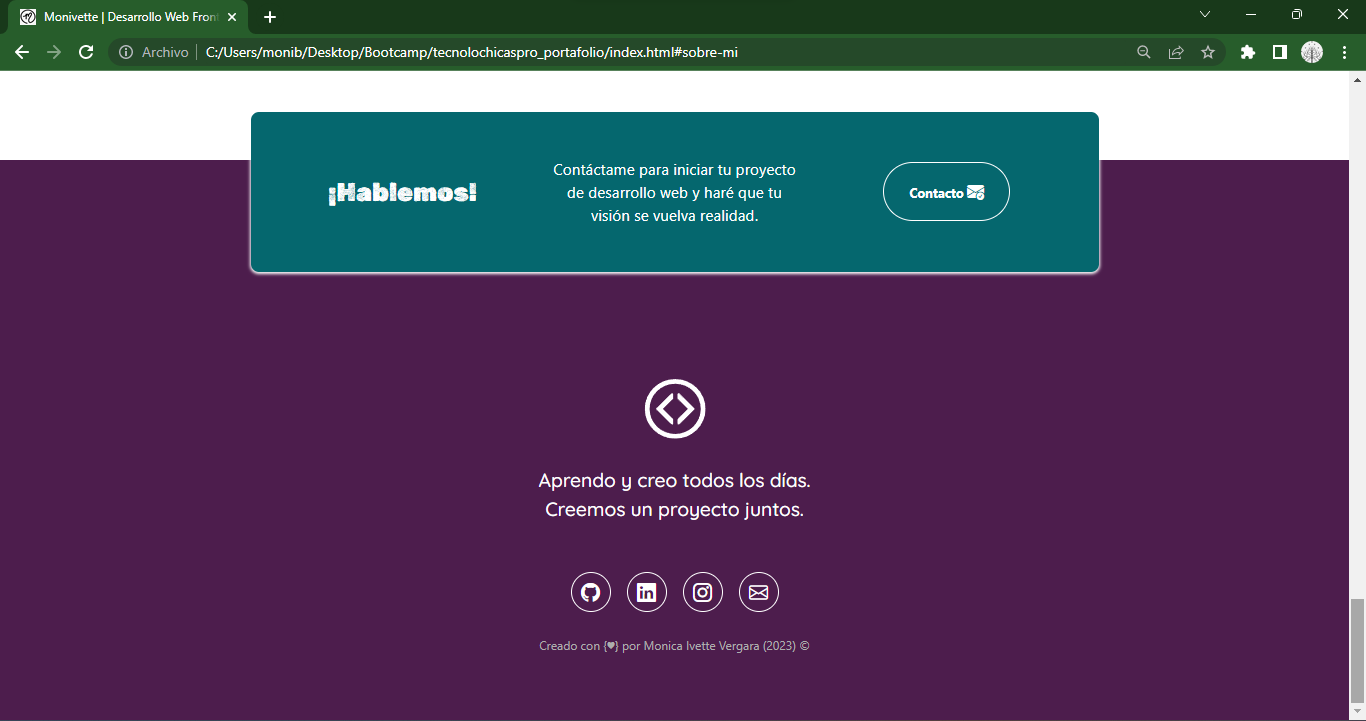 Monivette | Desarrollo Web Fron
Archivo
C:/Users/monib/Desktop/Bootcamp/tecnolochicaspro_portafolio/index.html#sobre-mi
¡Hablemos!
Contáctame para iniciar tu proyecto
de desarrollo web y haré que tu
visión se vuelva realidad.
Contacto
Aprendo y creo todos los días.
Creemos un proyecto juntos.
in
Creado con {♥} por Monica Ivette Vergara (2023) ©